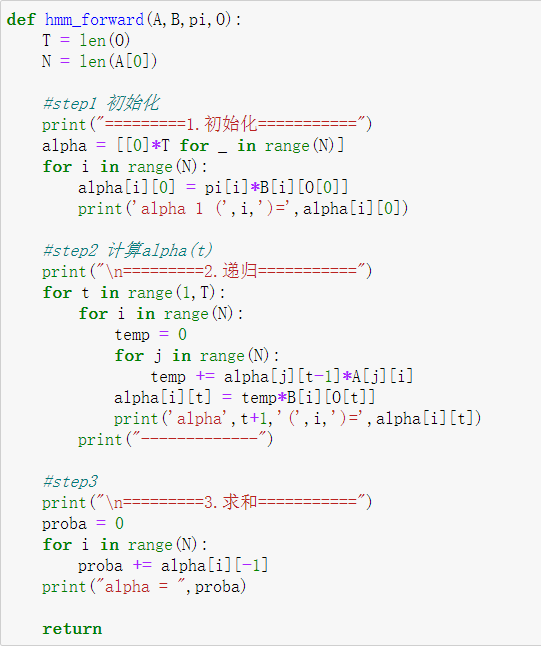 def hmm_forward(A,B,pi,O):
    T = len(O)
    N = len(A[0])

    #step1 初始化
    print("=========1.初始化===========")
    alpha = [[0]*T for _ in range(N)]
    for i in range(N):
        alpha[i][0] = pi[i]*B[i][O[0]]
        print('alpha 1 (',i,')=',alpha[i][0])

    #step2 计算alpha(t)
    print("\n=========2.递归===========")
    for t in range(1,T):
        for i in range(N):
            temp = 0
            for j in range(N):
                temp += alpha[j][t-1]*A[j][i]
            alpha[i][t] = temp*B[i][O[t]]
            print('alpha',t+1,'(',i,')=',alpha[i][t])
        print("-------------")

    #step3
    print("\n=========3.求和===========")
    proba = 0
    for i in range(N):
        proba += alpha[i][-1]
    print("alpha = ",proba)

    return